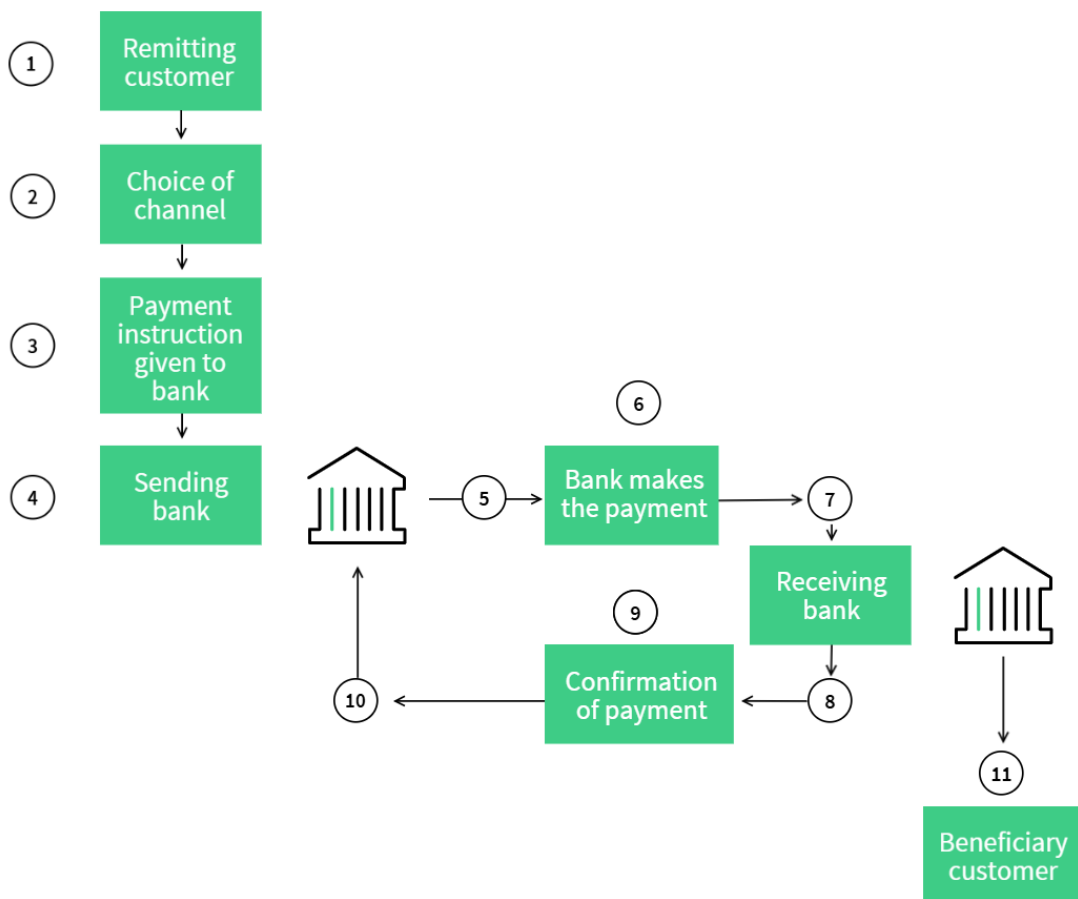 1
Remitting
customer
2
Choice of
channel
3
Payment
instruction
given to
bank
4
Sending
bank
5
6
Bank makes
the payment
7
Receiving
bank
8
9
Confirmation
of payment
10
11
Beneficiary
customer